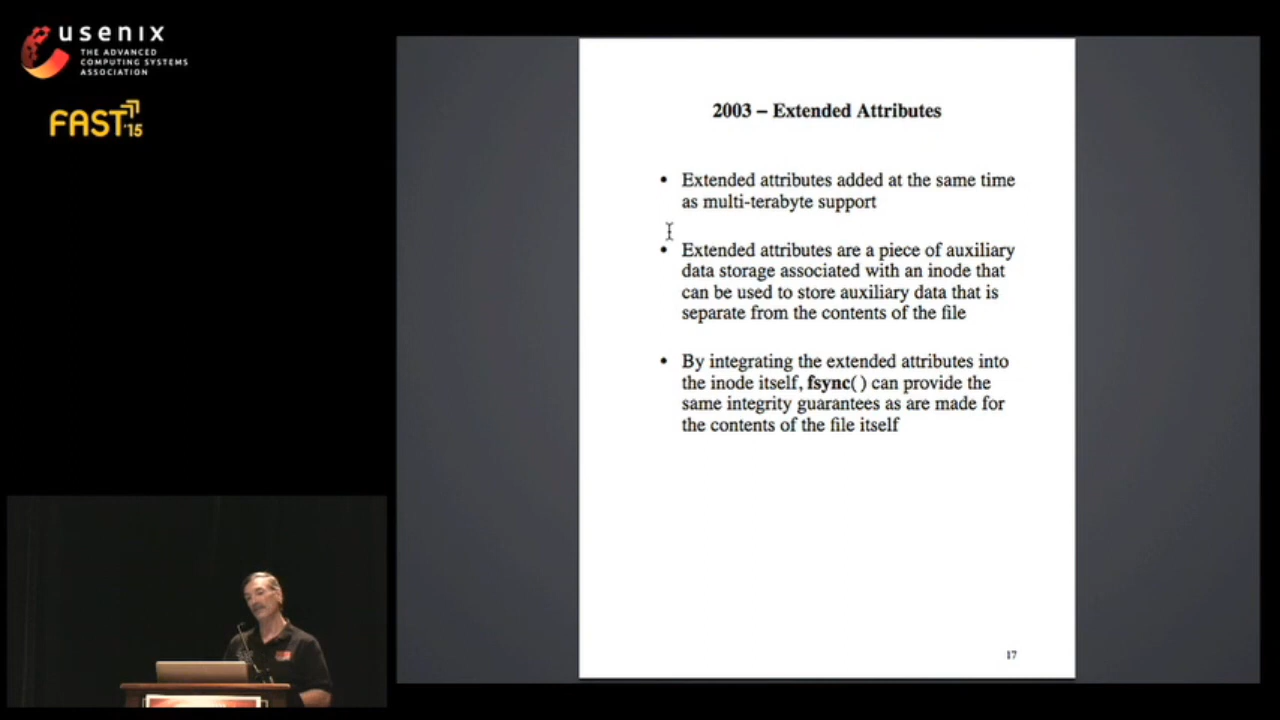 usenix
THE ADVANCED
COMPUTING SYSTEMS
ASSOCIATION
FAST '15
2003 – Extended Attributes
• Extended attributes added at the same time
as multi-terabyte support
• Extended attributes are a piece of auxiliary
data storage associated with an inode that
can be used to store auxiliary data that is
separate from the contents of the file
• By integrating the extended attributes into
the inode itself, fsync( ) can provide the
same integrity guarantees as are made for
the contents of the file itself
17